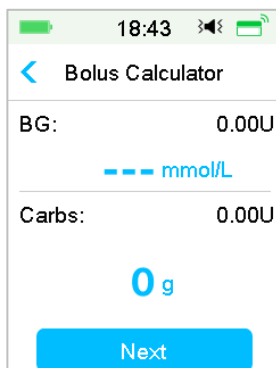 18:43
Bolus Calculator
BG: 0.00U
--- mmol/L
Carbs: 0.00U
0 g
Next